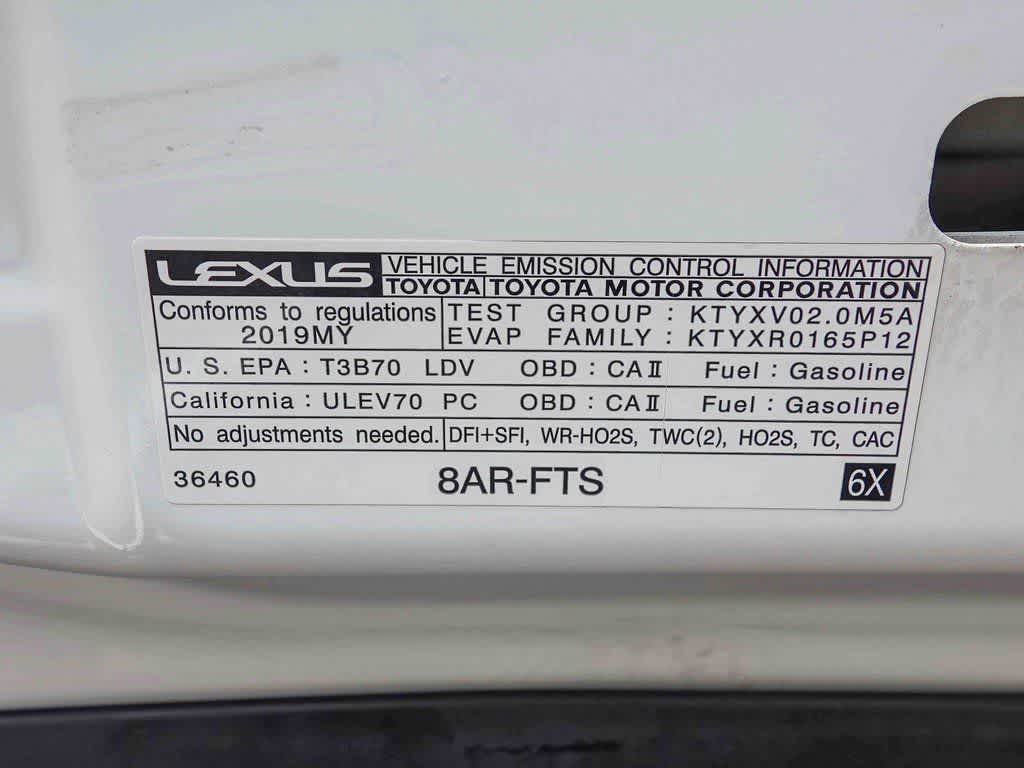 LEXUS VEHICLE EMISSION CONTROL INFORMATION
TOYOTA TOYOTA MOTOR CORPORATION
Conforms to regulations TEST GROUP : KTYXV02.0M5A
2019MY EVAP FAMILY : KTYXR0165P12
U. S. EPA : T3B70 LDV OBD : CAⅡ Fuel : Gasoline
California : ULEV70 PC OBD : CAⅡ Fuel : Gasoline
No adjustments needed. DFI+SFI, WR-HO2S, TWC(2), HO2S, TC, CAC
36460 8AR-FTS 6X